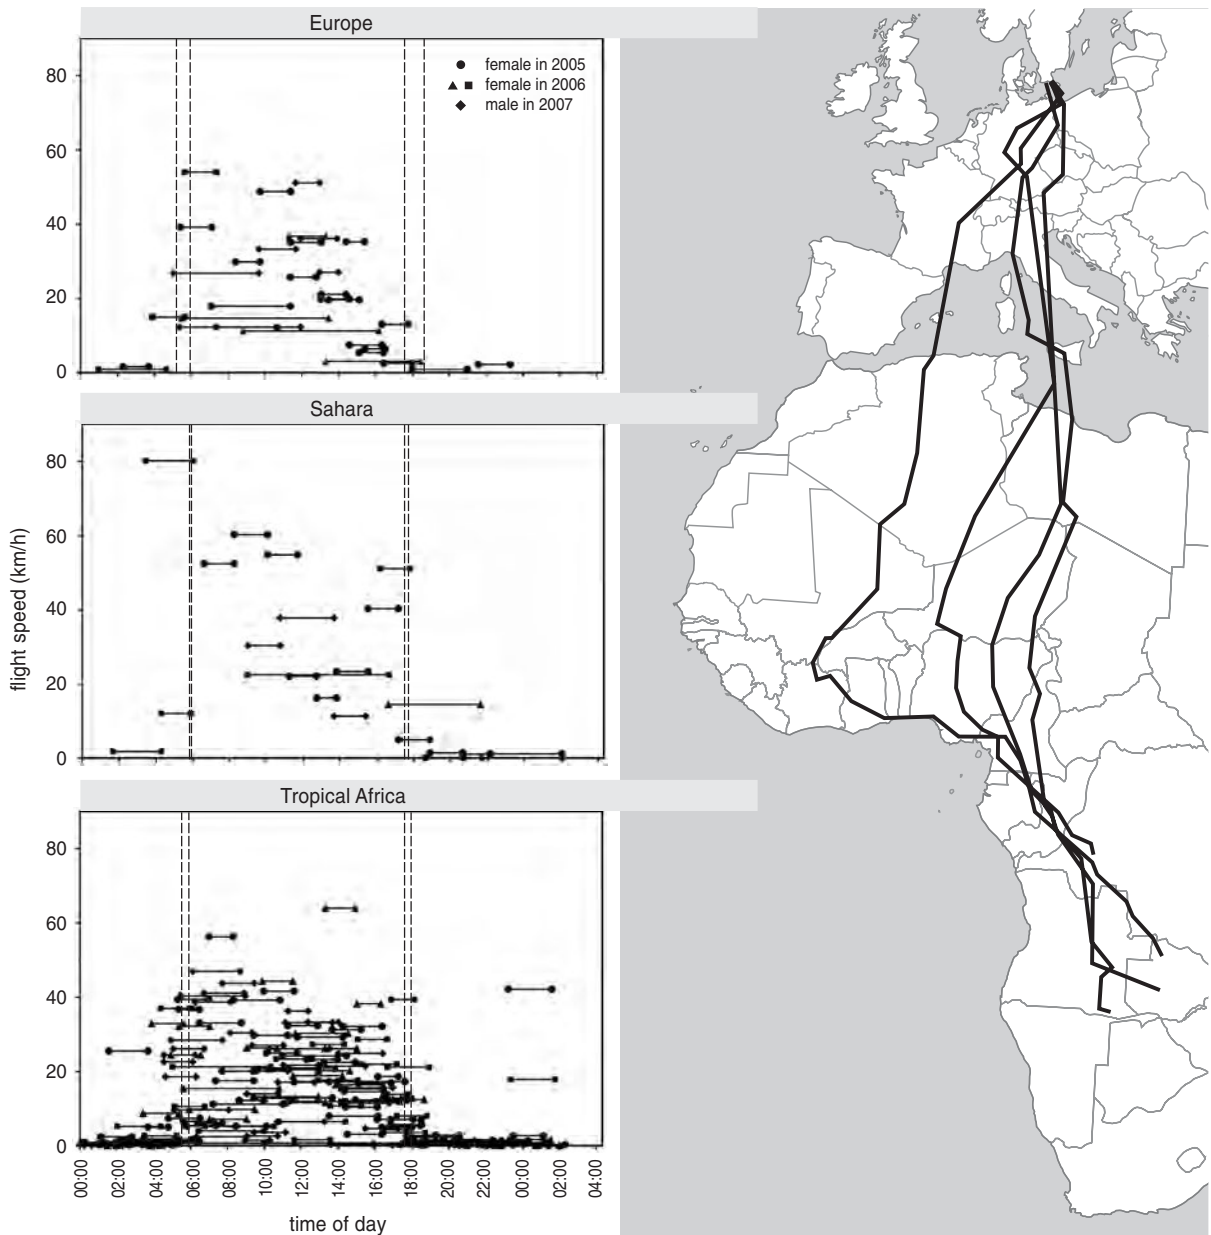 Europe
80
60
40
20
0
female in 2005
female in 2006
male in 2007
Sahara
80
60
40
20
0
flight speed (km/h)
Tropical Africa
80
60
40
20
0
00:00 02:00 04:00 06:00 08:00 10:00 12:00 14:00 16:00 18:00 20:00 22:00 00:00 02:00 04:00
time of day